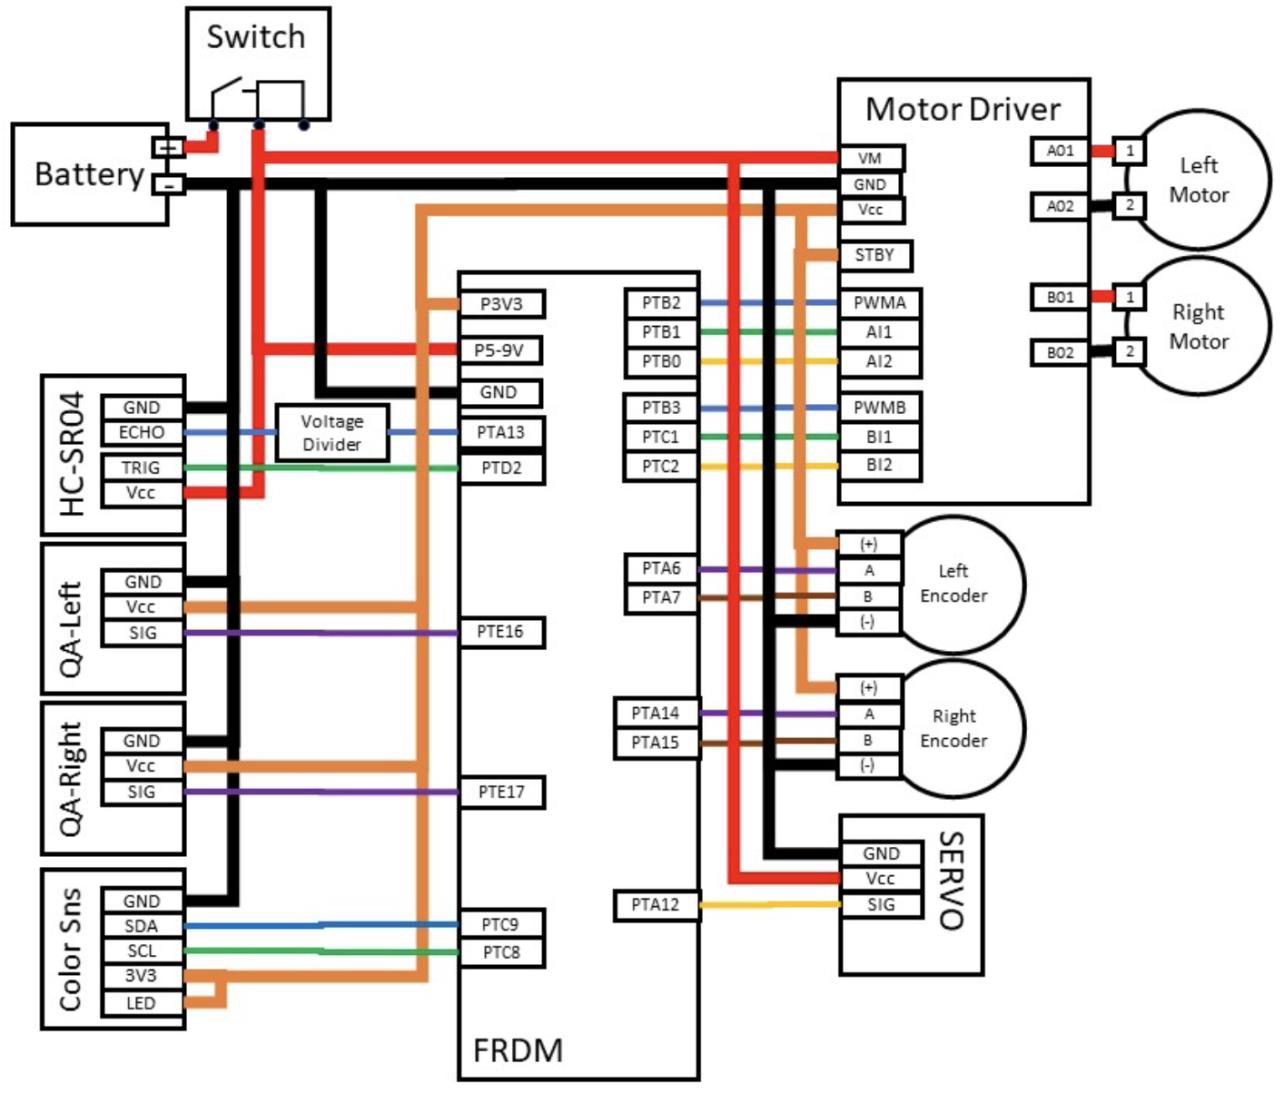 Switch
Battery
+
-
Motor Driver
VM
GND
Vcc
STBY
PWMA
AI1
AI2
PWMB
BI1
BI2
A01
A02
B01
B02
1
2
Left
Motor
1
2
Right
Motor
P3V3
P5-9V
GND
PTA13
PTD2
PTE16
PTE17
PTC9
PTC8
FRDM
PTB2
PTB1
PTB0
PTB3
PTC1
PTC2
PTA6
PTA7
PTA14
PTA15
PTA12
Voltage
Divider
HC-SR04
GND
ECHO
TRIG
Vcc
QA-Left
GND
Vcc
SIG
QA-Right
GND
Vcc
SIG
Color Sns
GND
SDA
SCL
3V3
LED
(+)
A
B
(-)
Left
Encoder
(+)
A
B
(-)
Right
Encoder
GND
Vcc
SIG
SERVO